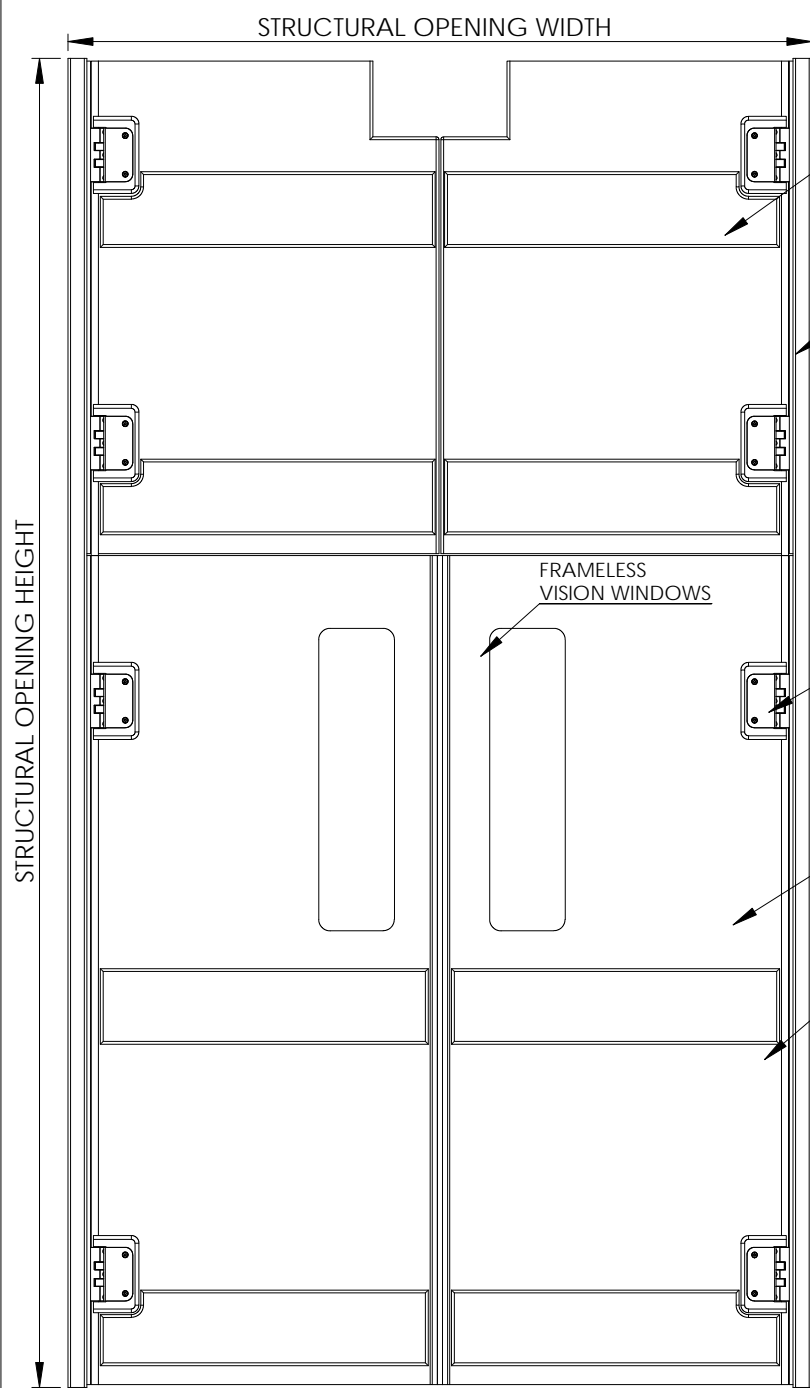 STRUCTURAL OPENING WIDTH
STRUCTURAL OPENING HEIGHT
FRAMELESS
VISION WINDOWS